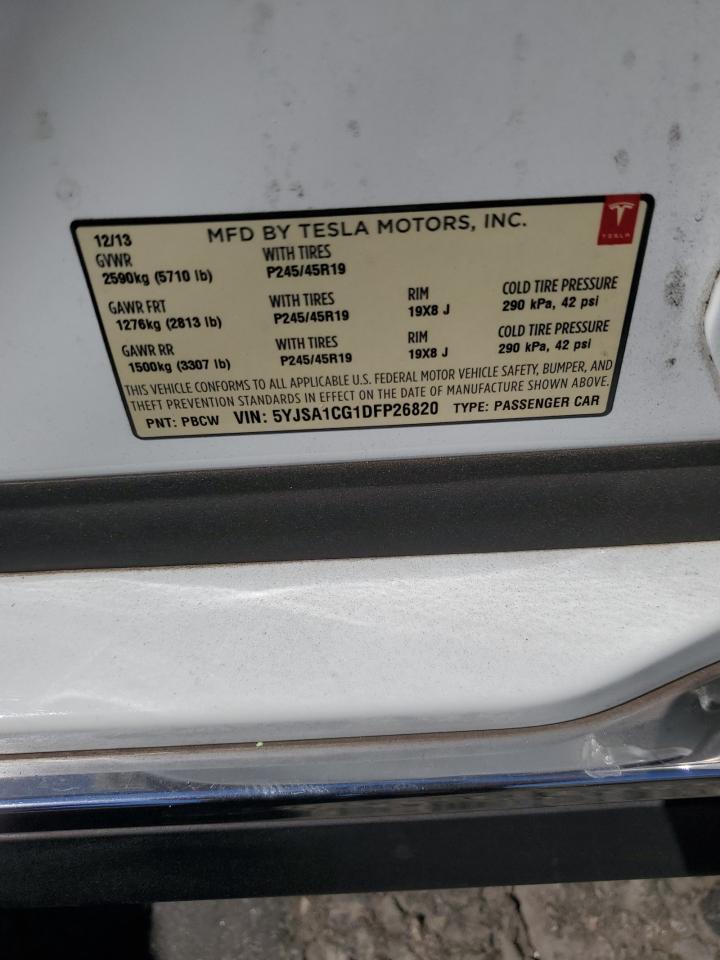 12/13 MFD BY TESLA MOTORS, INC.
TESLA
GVWR WITH TIRES
2590kg (5710 lb) P245/45R19
GAWR FRT WITH TIRES RIM COLD TIRE PRESSURE
1276kg (2813 lb) P245/45R19 19X8 J 290 kPa, 42 psi
GAWR RR WITH TIRES RIM COLD TIRE PRESSURE
1500kg (3307 lb) P245/45R19 19X8 J 290 kPa, 42 psi
THIS VEHICLE CONFORMS TO ALL APPLICABLE U.S. FEDERAL MOTOR VEHICLE SAFETY, BUMPER, AND
THEFT PREVENTION STANDARDS IN EFFECT ON THE DATE OF MANUFACTURE SHOWN ABOVE.
PNT: PBCW VIN: 5YJSA1CG1DFP26820 TYPE: PASSENGER CAR